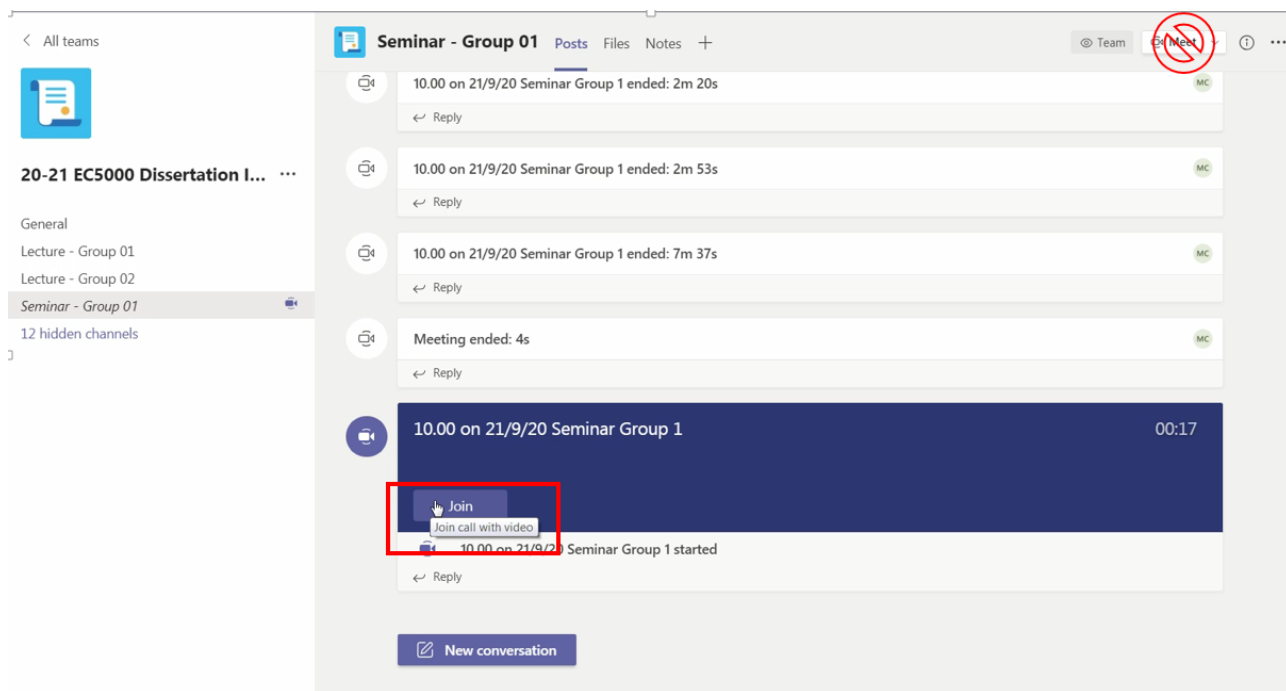 All teams
20-21 EC5000 Dissertation I...
General
Lecture - Group 01
Lecture - Group 02
Seminar - Group 01
12 hidden channels
Seminar - Group 01 Posts Files Notes
Team Meet
10.00 on 21/9/20 Seminar Group 1 ended: 2m 20s
MC
Reply
10.00 on 21/9/20 Seminar Group 1 ended: 2m 53s
MC
Reply
10.00 on 21/9/20 Seminar Group 1 ended: 7m 37s
MC
Reply
Meeting ended: 4s
MC
Reply
10.00 on 21/9/20 Seminar Group 1 00:17
Join
Join call with video
10.00 on 21/9/20 Seminar Group 1 started
Reply
New conversation